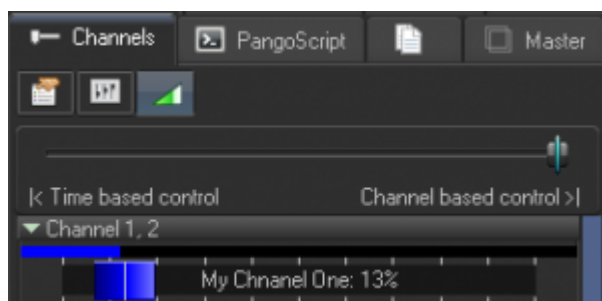 Channels PangoScript Master
|< Time based control Channel based control >|
Channel 1, 2
My Chnanel One: 13%